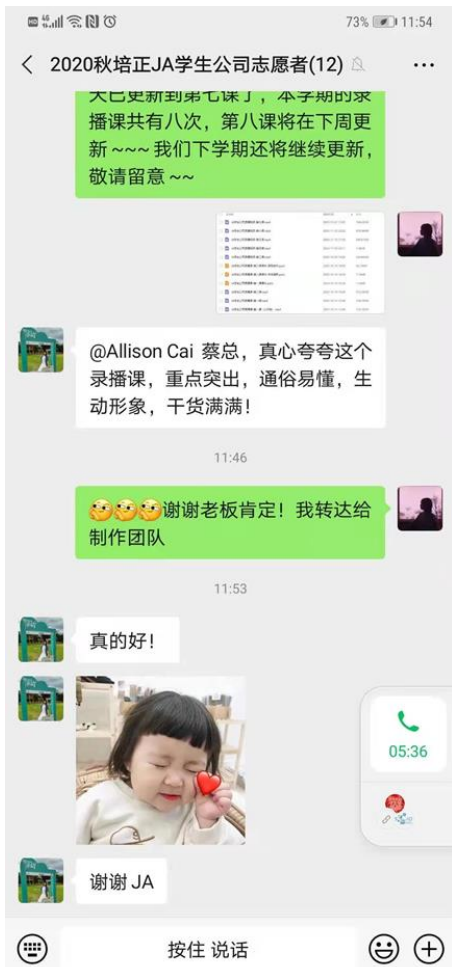 73% 11:54
2020秋培正JA学生公司志愿者(12)
天已更新到第七课了，本学期的录
播课共有八次，第八课将在下周更
新~~~我们下学期还将继续更新，
敬请留意~~
@Allison Cai 蔡总，真心夸夸这个
录播课，重点突出，通俗易懂，生
动形象，干货满满！
11:46
谢谢老板肯定！我转达给
制作团队
11:53
真的好！
05:36
谢谢 JA
按住 说话